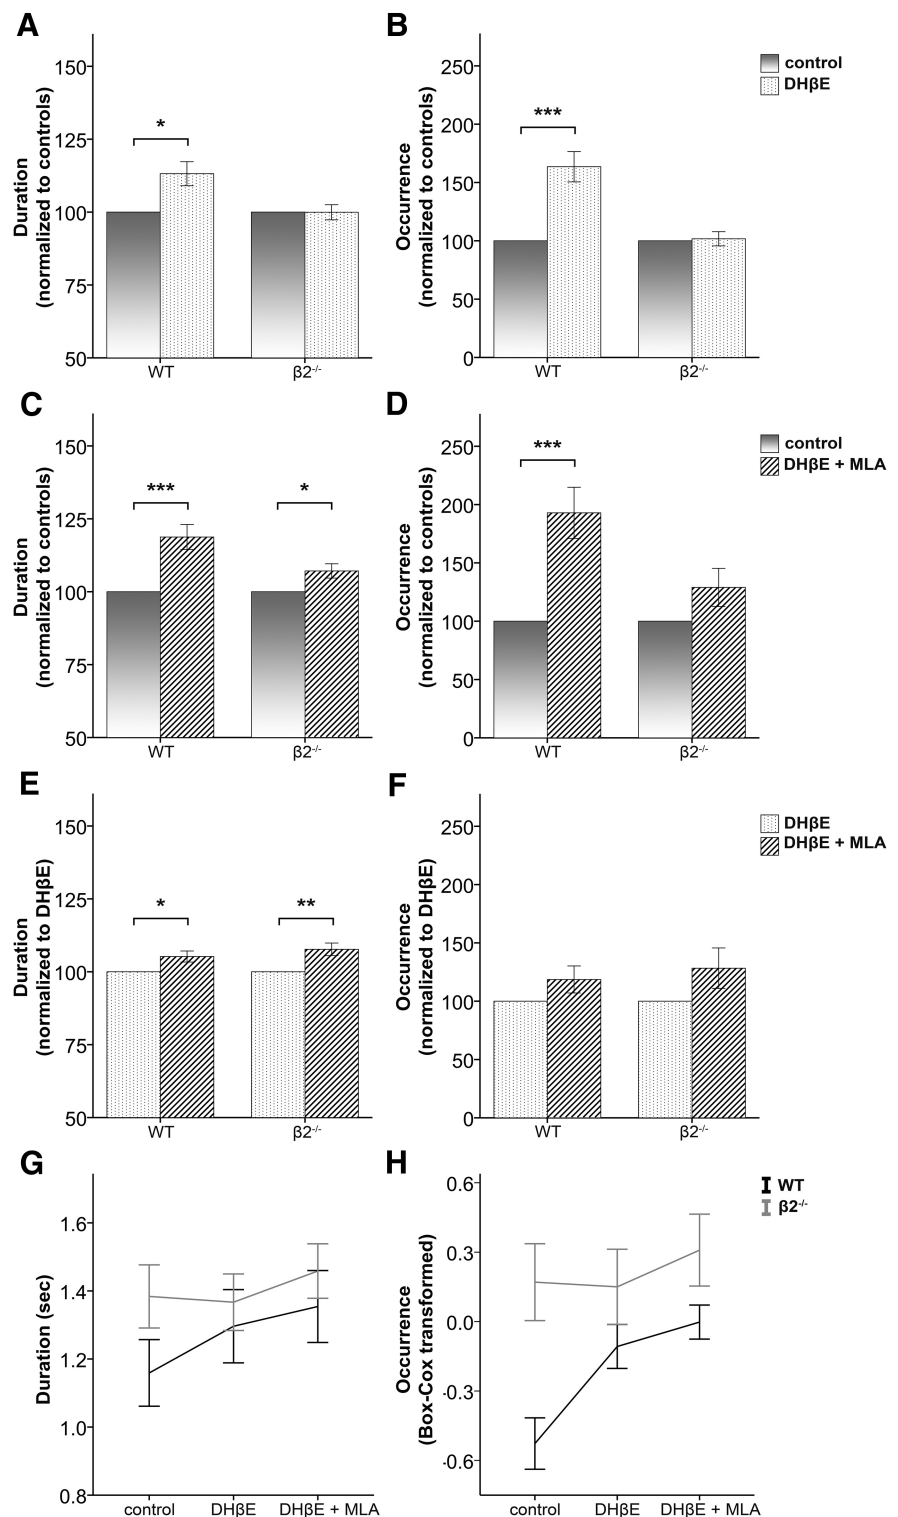 A
Duration
(normalized to controls)
150
125
100
75
50
*
WT
β2-/-
B
Occurrence
(normalized to controls)
250
200
150
100
50
0
***
WT
β2-/-
control
DHβE
C
Duration
(normalized to controls)
150
125
100
75
50
***
*
WT
β2-/-
D
Occurrence
(normalized to controls)
250
200
150
100
50
0
***
WT
β2-/-
control
DHβE + MLA
E
Duration
(normalized to DHβE)
150
125
100
75
50
*
**
WT
β2-/-
F
Occurrence
(normalized to DHβE)
250
200
150
100
50
0
WT
β2-/-
DHβE
DHβE + MLA
G
Duration (sec)
1.6
1.4
1.2
1.0
0.8
control
DHβE
DHβE + MLA
H
Occurrence
(Box-Cox transformed)
0.6
0.3
0.0
-0.3
-0.6
control
DHβE
DHβE + MLA
WT
β2-/-